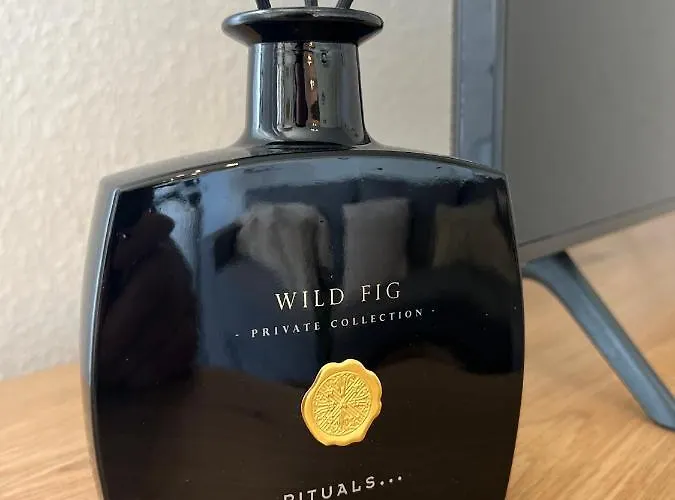 WILD FIG
- PRIVATE COLLECTION -
RITUALS...